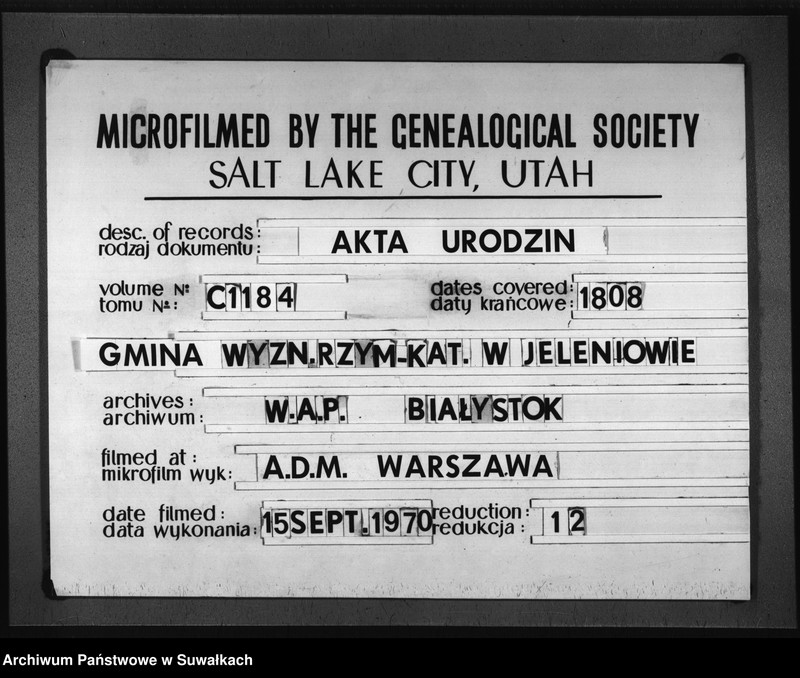 MICROFILMED BY THE GENEALOGICAL SOCIETY
SALT LAKE CITY, UTAH
desc. of records:
rodzaj dokumentu:
AKTA URODZIN
volume №
tomu №:
C1184
dates covered:
daty krańcowe:
1808
GMINA WYZN.RZYM-KAT. W JELENIOWIE
archives:
archiwum:
W.A.P. BIAŁYSTOK
filmed at:
mikrofilm wyk:
A.D.M. WARSZAWA
date filmed:
data wykonania:
15SEPT.1970
reduction:
redukcja:
12
Archiwum Państwowe w Suwałkach